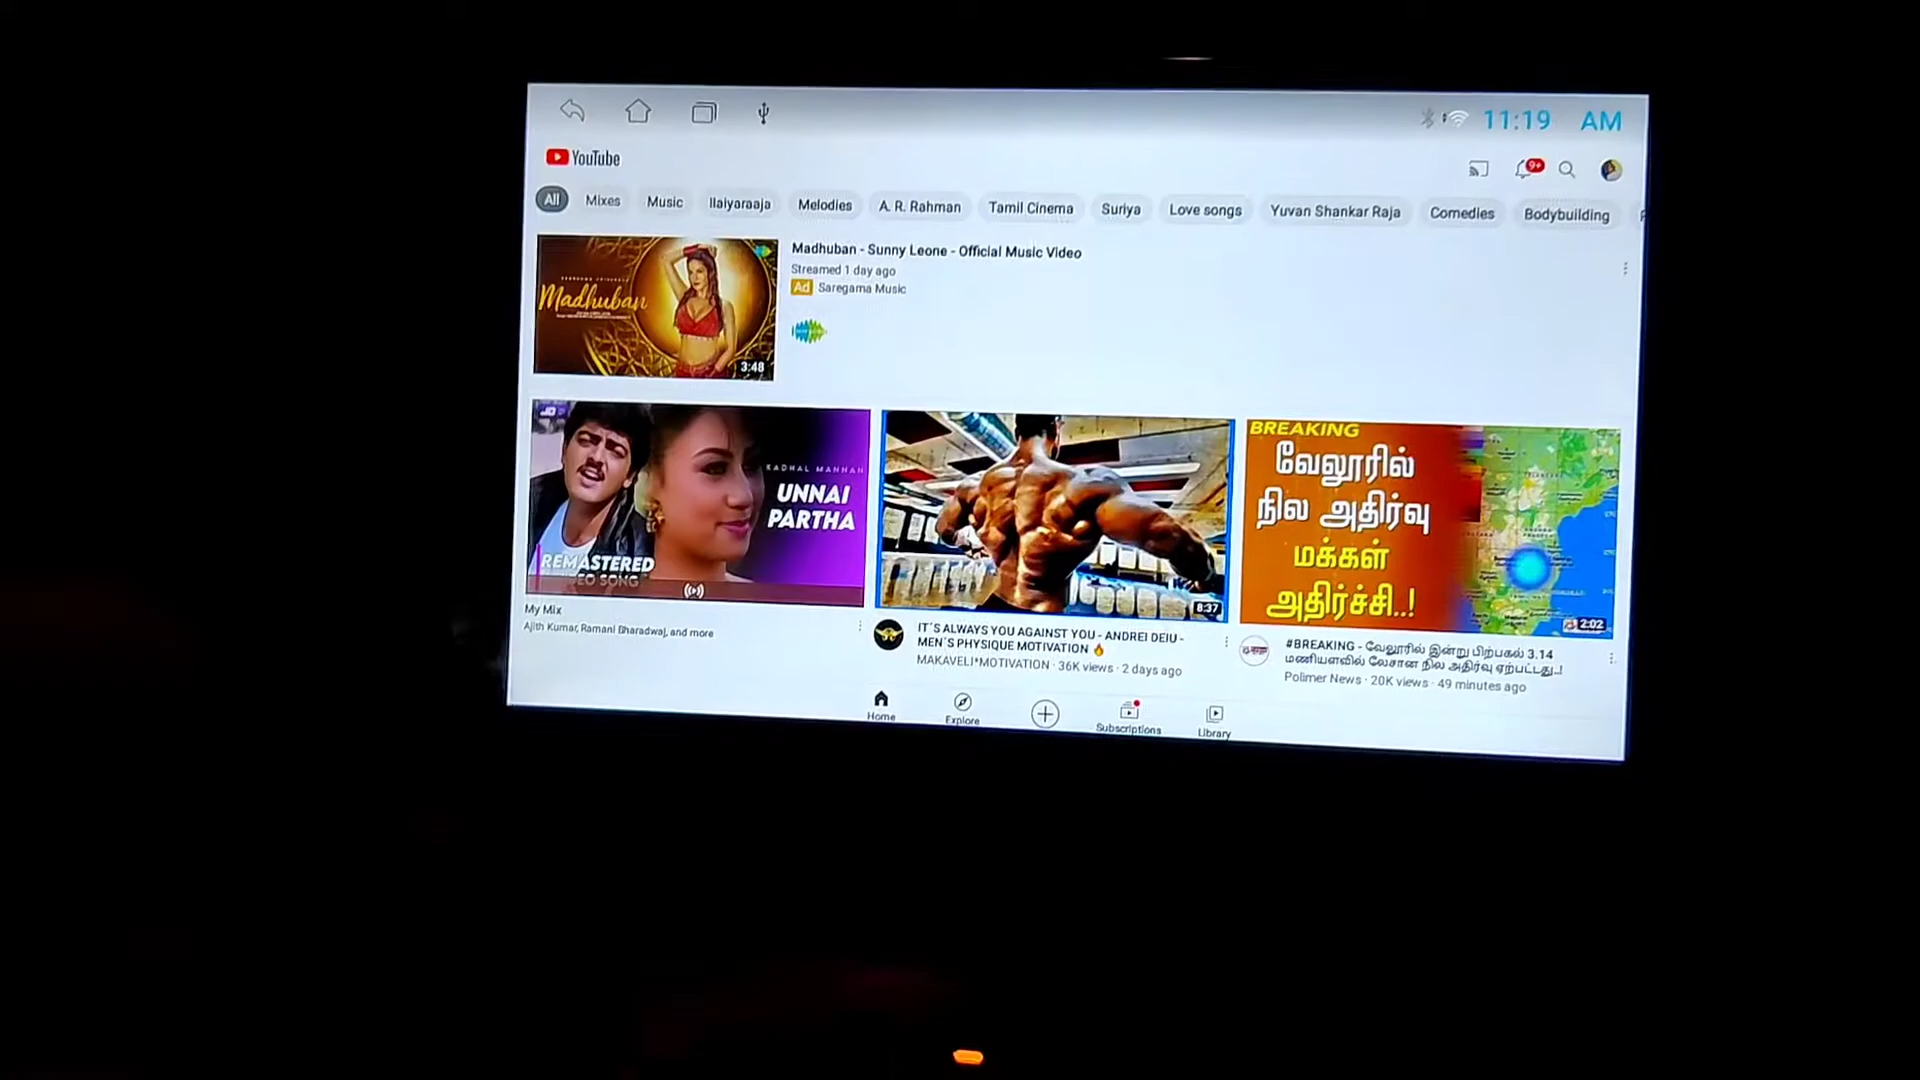 11:19 AM
YouTube
9+
All Mixes Music Ilaiyaraaja Melodies A. R. Rahman Tamil Cinema Suriya Love songs Yuvan Shankar Raja Comedies Bodybuilding
Madhuban
3:48
Madhuban - Sunny Leone - Official Music Video
Streamed 1 day ago
Ad Saregama Music
KADHAL MANNAN
UNNAI
PARTHA
REMASTERED
VIDEO SONG
My Mix
Ajith Kumar, Ramani Bharadwaj, and more
8:37
IT´S ALWAYS YOU AGAINST YOU - ANDREI DEIU -
MEN´S PHYSIQUE MOTIVATION 🔥
MAKAVELI*MOTIVATION · 36K views · 2 days ago
BREAKING
வேலூரில்
நில அதிர்வு
மக்கள்
அதிர்ச்சி..!
2:02
#BREAKING - வேலூரில் இன்று பிற்பகல் 3.14
மணியளவில் லேசான நில அதிர்வு ஏற்பட்டது..!
Polimer News · 20K views · 49 minutes ago
Home Explore Subscriptions Library